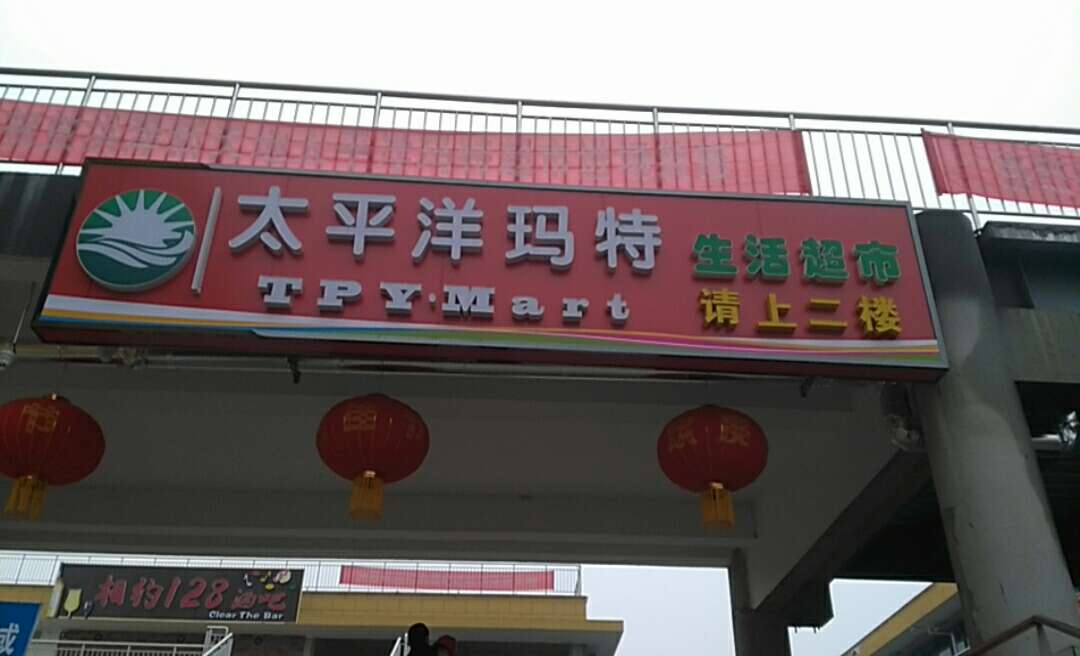 太平洋玛特
TPY·Mart
生活超市
请上二楼
相约128酒吧
Clear The Bar
域